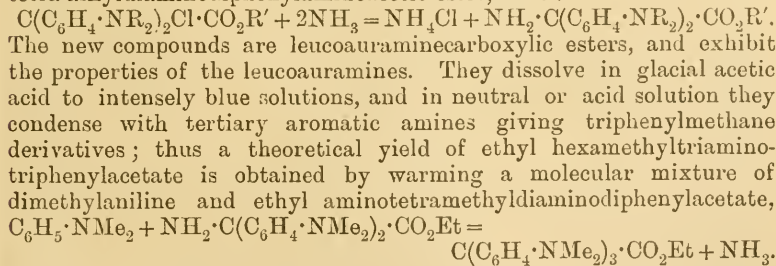 C(C₆H₄·NR₂)₂Cl·CO₂R′ + 2NH₃ = NH₄Cl + NH₂·C(C₆H₄·NR₂)₂·CO₂R′.
The new compounds are leucoauraminecarboxylic esters, and exhibit
the properties of the leucoauramines. They dissolve in glacial acetic
acid to intensely blue solutions, and in neutral or acid solution they
condense with tertiary aromatic amines giving triphenylmethane
derivatives; thus a theoretical yield of ethyl hexamethyltriamino-
triphenylacetate is obtained by warming a molecular mixture of
dimethylaniline and ethyl aminotetramethyldiaminodiphenylacetate,
C₆H₅·NMe₂ + NH₂·C(C₆H₄·NMe₂)₂·CO₂Et =
C(C₆H₄·NMe₂)₃·CO₂Et + NH₃.